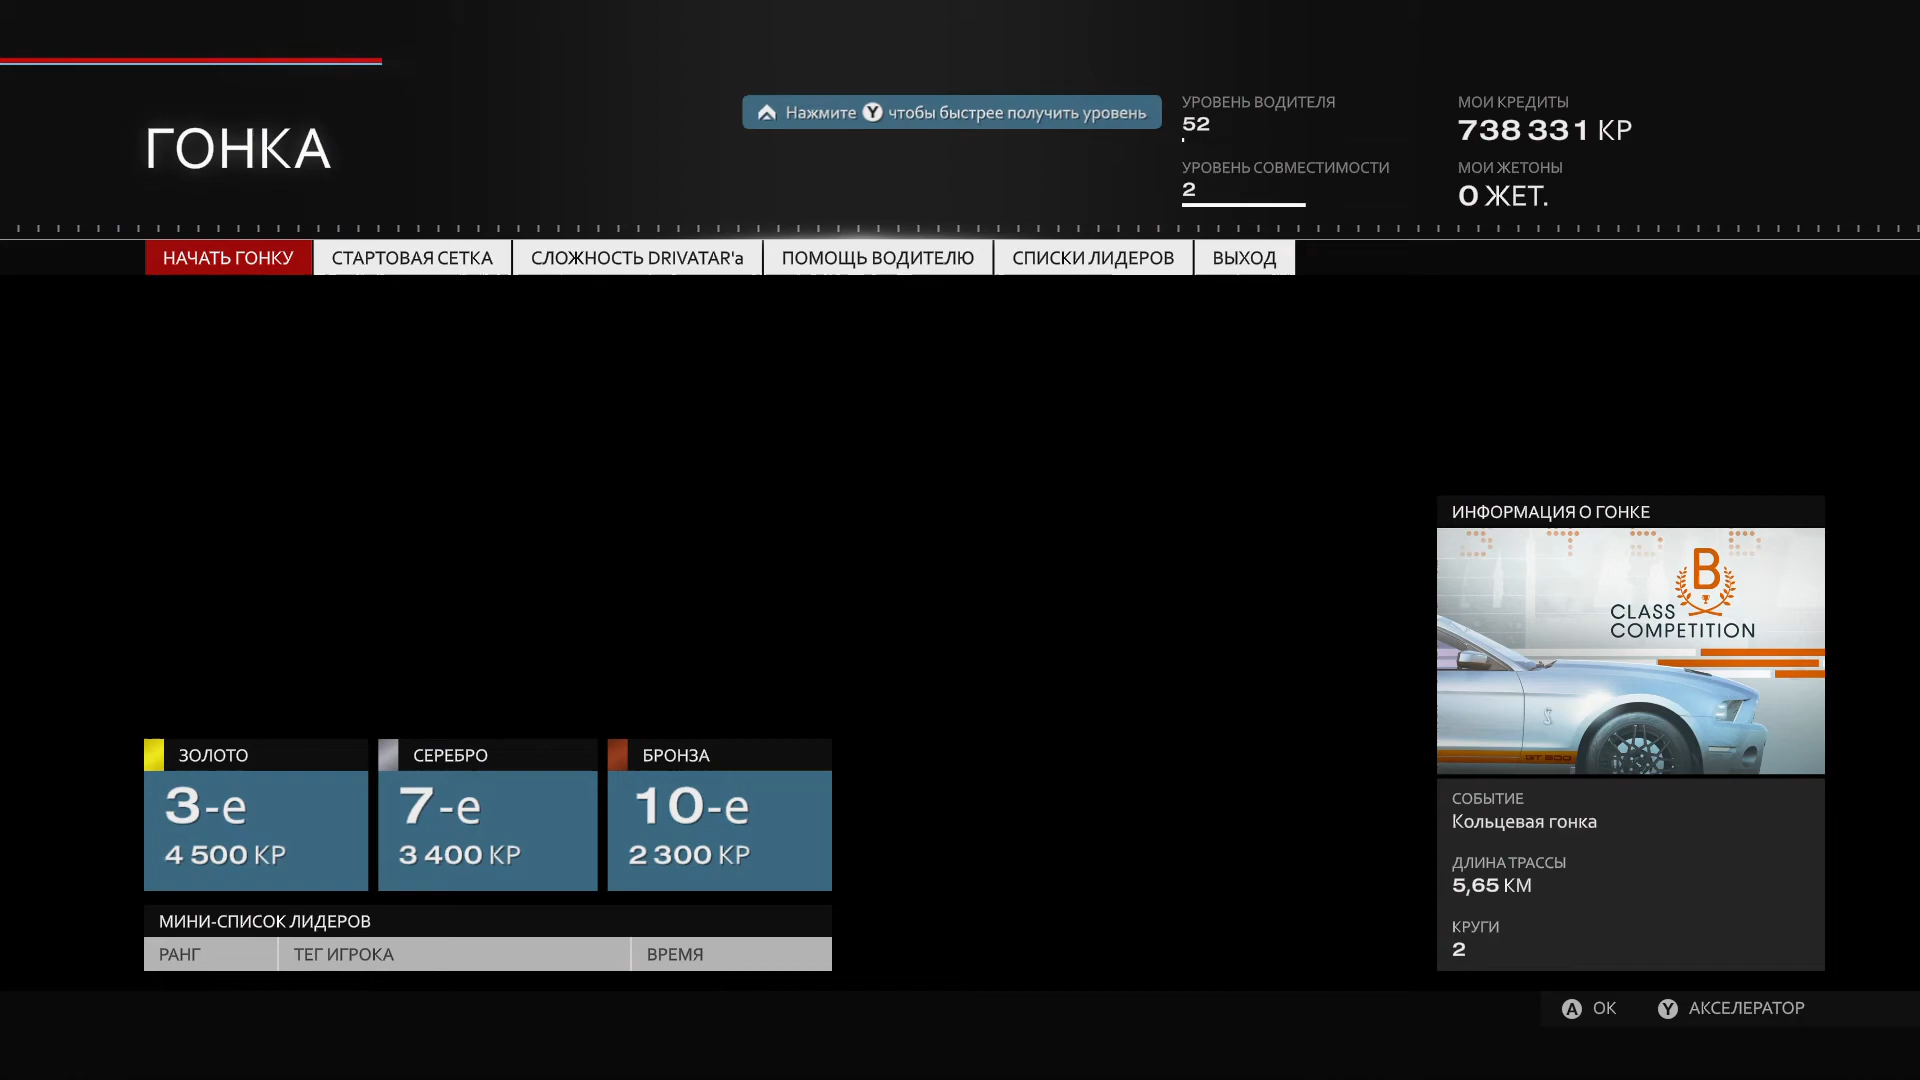 ГОНКА
Нажмите Y чтобы быстрее получить уровень
УРОВЕНЬ ВОДИТЕЛЯ
52
УРОВЕНЬ СОВМЕСТИМОСТИ
2
МОИ КРЕДИТЫ
738 331 КР
МОИ ЖЕТОНЫ
0 ЖЕТ.
НАЧАТЬ ГОНКУ
СТАРТОВАЯ СЕТКА
СЛОЖНОСТЬ DRIVATAR'а
ПОМОЩЬ ВОДИТЕЛЮ
СПИСКИ ЛИДЕРОВ
ВЫХОД
ЗОЛОТО
3-е
4 500 КР
СЕРЕБРО
7-е
3 400 КР
БРОНЗА
10-е
2 300 КР
МИНИ-СПИСОК ЛИДЕРОВ
РАНГ
ТЕГ ИГРОКА
ВРЕМЯ
ИНФОРМАЦИЯ О ГОНКЕ
B
CLASS
COMPETITION
GT 500
СОБЫТИЕ
Кольцевая гонка
ДЛИНА ТРАССЫ
5,65 КМ
КРУГИ
2
A ОК
Y АКСЕЛЕРАТОР